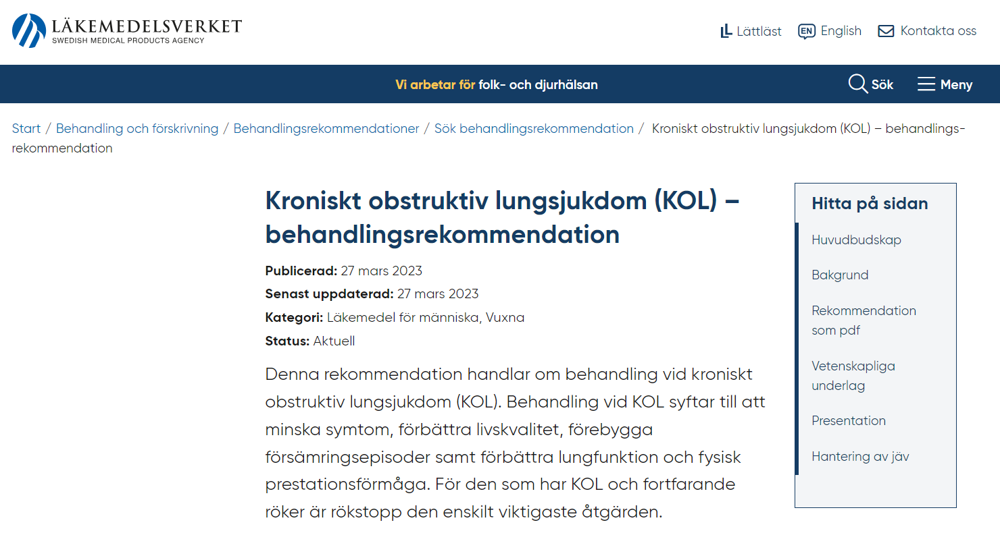 LÄKEMEDELSVERKET
SWEDISH MEDICAL PRODUCTS AGENCY
Lättläst
EN English
Kontakta oss
Vi arbetar för folk- och djurhälsan
Sök
Meny
Start / Behandling och förskrivning / Behandlingsrekommendationer / Sök behandlingsrekommendation / Kroniskt obstruktiv lungsjukdom (KOL) – behandlings-
rekommendation
Kroniskt obstruktiv lungsjukdom (KOL) –
behandlingsrekommendation
Publicerad: 27 mars 2023
Senast uppdaterad: 27 mars 2023
Kategori: Läkemedel för människa, Vuxna
Status: Aktuell
Denna rekommendation handlar om behandling vid kroniskt
obstruktiv lungsjukdom (KOL). Behandling vid KOL syftar till att
minska symtom, förbättra livskvalitet, förebygga
försämringsepisoder samt förbättra lungfunktion och fysisk
prestationsförmåga. För den som har KOL och fortfarande
röker är rökstopp den enskilt viktigaste åtgärden.
Hitta på sidan
Huvudbudskap
Bakgrund
Rekommendation
som pdf
Vetenskapliga
underlag
Presentation
Hantering av jäv